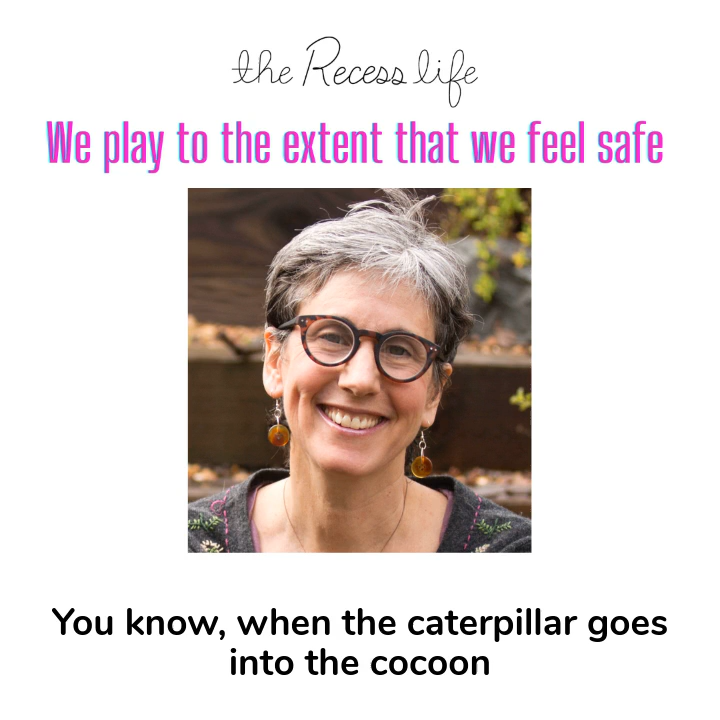 the Recess life
We play to the extent that we feel safe
You know, when the caterpillar goes
into the cocoon